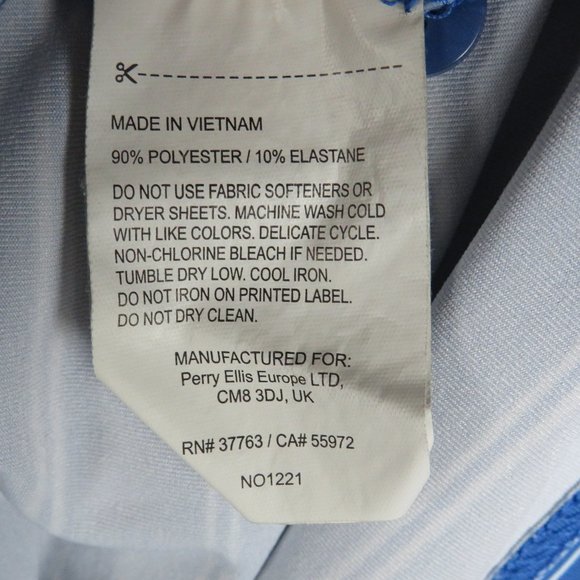 MADE IN VIETNAM
90% POLYESTER / 10% ELASTANE
DO NOT USE FABRIC SOFTENERS OR
DRYER SHEETS. MACHINE WASH COLD
WITH LIKE COLORS. DELICATE CYCLE.
NON-CHLORINE BLEACH IF NEEDED.
TUMBLE DRY LOW. COOL IRON.
DO NOT IRON ON PRINTED LABEL.
DO NOT DRY CLEAN.
MANUFACTURED FOR:
Perry Ellis Europe LTD,
CM8 3DJ, UK
RN# 37763 / CA# 55972
NO1221